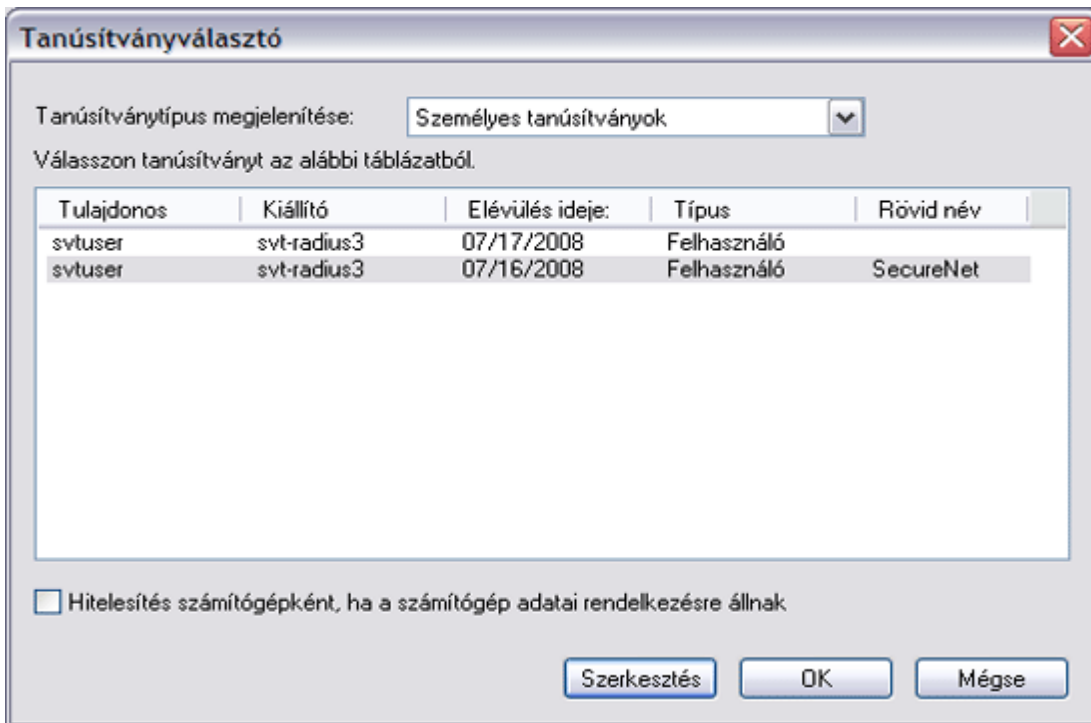 Tanúsítványválasztó
Tanúsítványtípus megjelenítése: Személyes tanúsítványok
Válasszon tanúsítványt az alábbi táblázatból.
Tulajdonos Kiállító Elévülés ideje: Típus Rövid név
svtuser svt-radius3 07/17/2008 Felhasználó
svtuser svt-radius3 07/16/2008 Felhasználó SecureNet
Hitelesítés számítógépként, ha a számítógép adatai rendelkezésre állnak
Szerkesztés OK Mégse